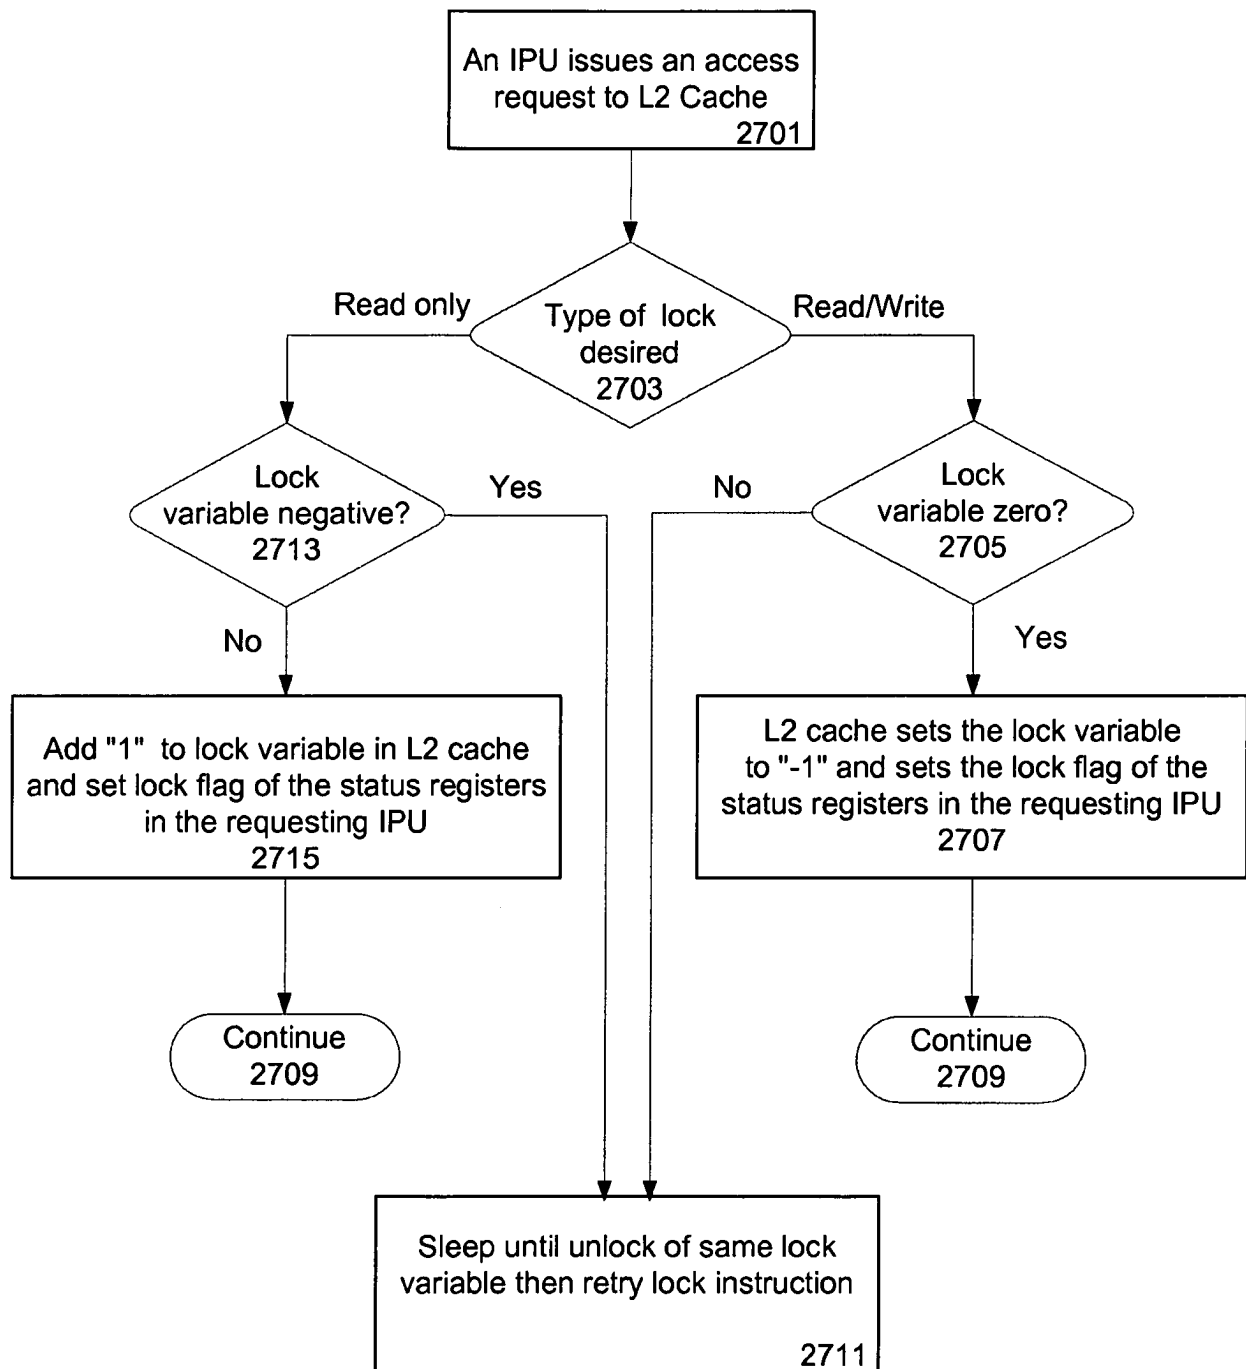 An IPU issues an access
request to L2 Cache
2701
Read only
Type of lock
desired
2703
Read/Write
Lock
variable negative?
2713
Yes
No
Lock
variable zero?
2705
No
Yes
Add "1" to lock variable in L2 cache
and set lock flag of the status registers
in the requesting IPU
2715
L2 cache sets the lock variable
to "-1" and sets the lock flag of the
status registers in the requesting IPU
2707
Continue
2709
Continue
2709
Sleep until unlock of same lock
variable then retry lock instruction
2711